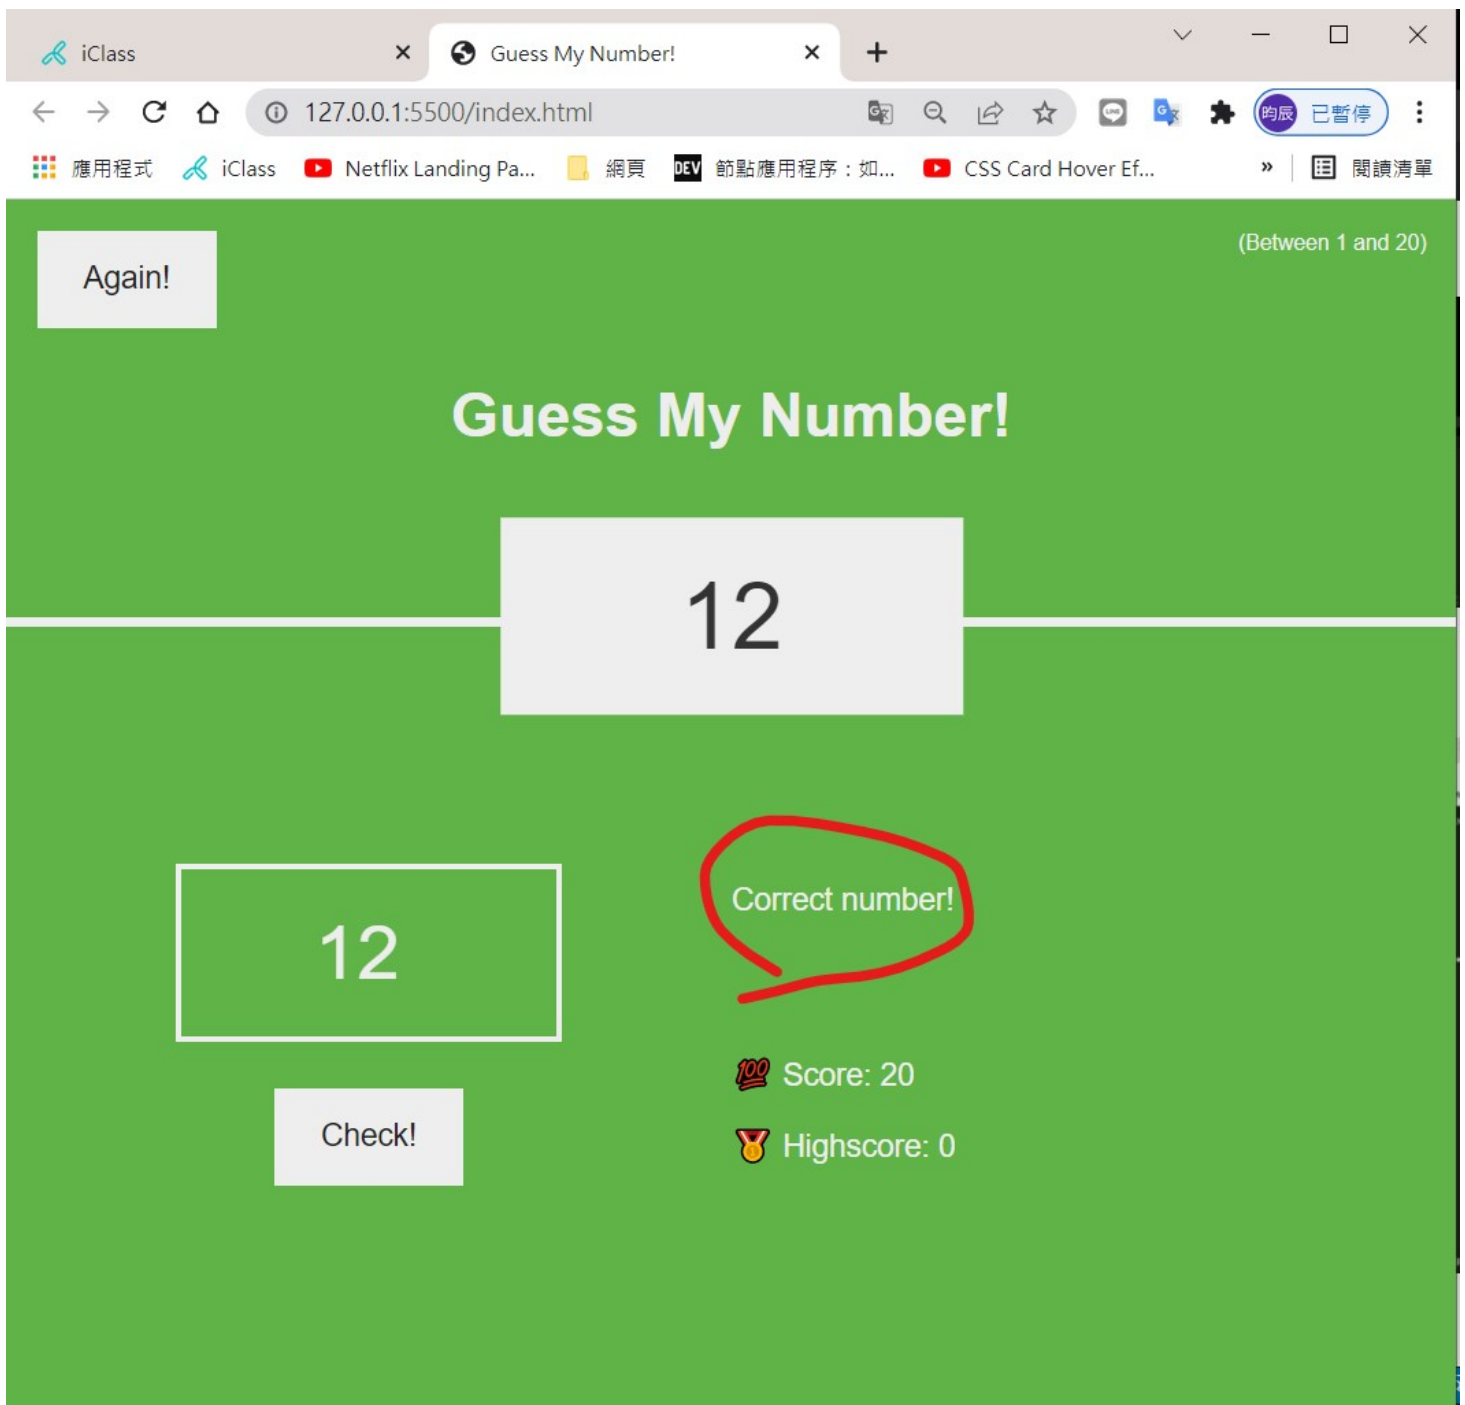 iClass
Guess My Number!
127.0.0.1:5500/index.html
昀辰 已暫停
應用程式 iClass Netflix Landing Pa... 網頁 DEV 節點應用程序：如... CSS Card Hover Ef... » 閱讀清單
Again!
(Between 1 and 20)
Guess My Number!
12
12
Correct number!
Check!
💯 Score: 20
🥇 Highscore: 0